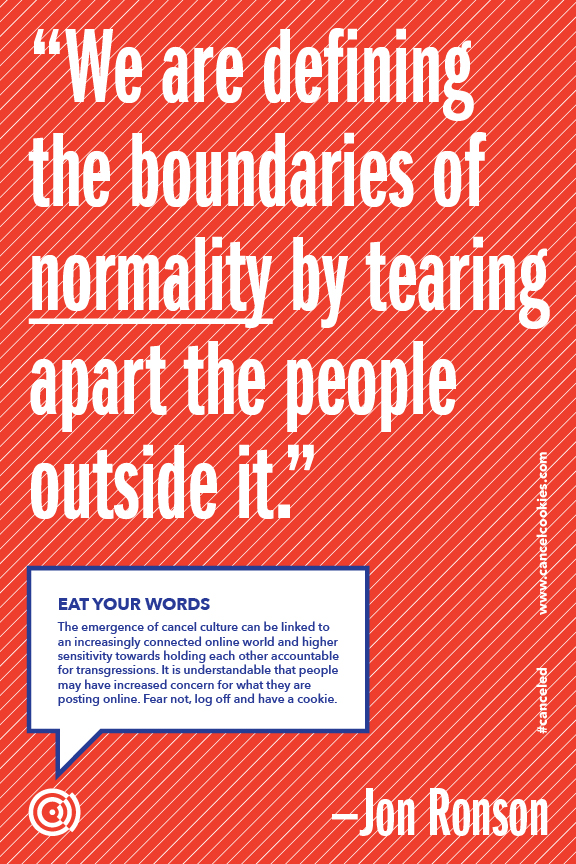 “We are defining
the boundaries of
normality by tearing
apart the people
outside it.”
EAT YOUR WORDS
The emergence of cancel culture can be linked to
an increasingly connected online world and higher
sensitivity towards holding each other accountable
for transgressions. It is understandable that people
may have increased concern for what they are
posting online. Fear not, log off and have a cookie.
www.cancelcookies.com
#canceled
–Jon Ronson